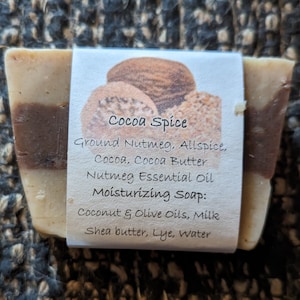 Cocoa Spice
Ground Nutmeg, Allspice,
Cocoa, Cocoa Butter
Nutmeg Essential Oil
Moisturizing Soap:
Coconut & Olive Oils, Milk
Shea butter, Lye, Water